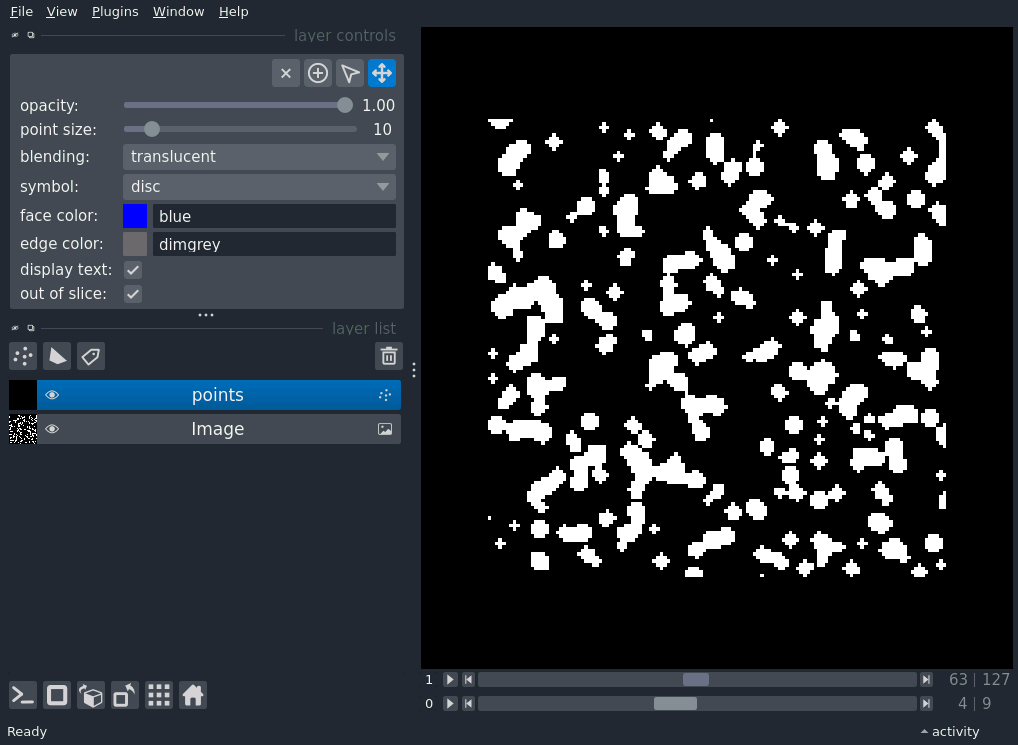 File View Plugins Window Help
layer controls
opacity: 1.00
point size: 10
blending: translucent
symbol: disc
face color: blue
edge color: dimgrey
display text:
out of slice:
layer list
points
Image
1 63 | 127
0 4 | 9
Ready activity